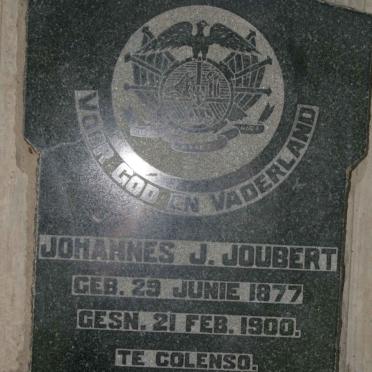 VOOR GOD EN VADERLAND
JOHANNES J. JOUBERT
GEB. 29 JUNIE 1877
GESN. 21 FEB. 1900.
TE COLENSO.